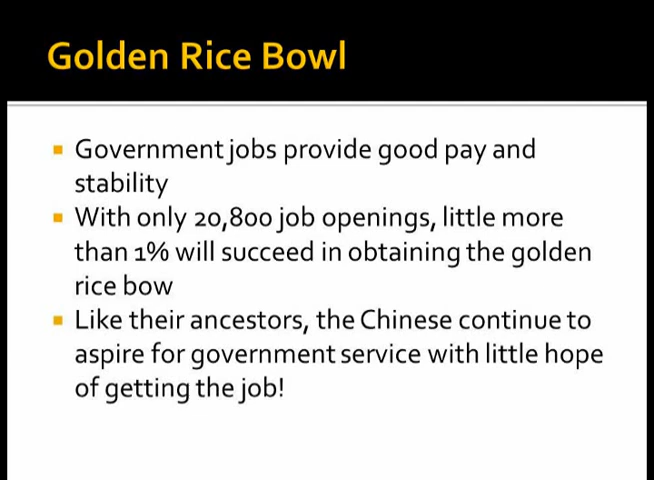 Golden Rice Bowl
▪ Government jobs provide good pay and
stability
▪ With only 20,800 job openings, little more
than 1% will succeed in obtaining the golden
rice bow
▪ Like their ancestors, the Chinese continue to
aspire for government service with little hope
of getting the job!